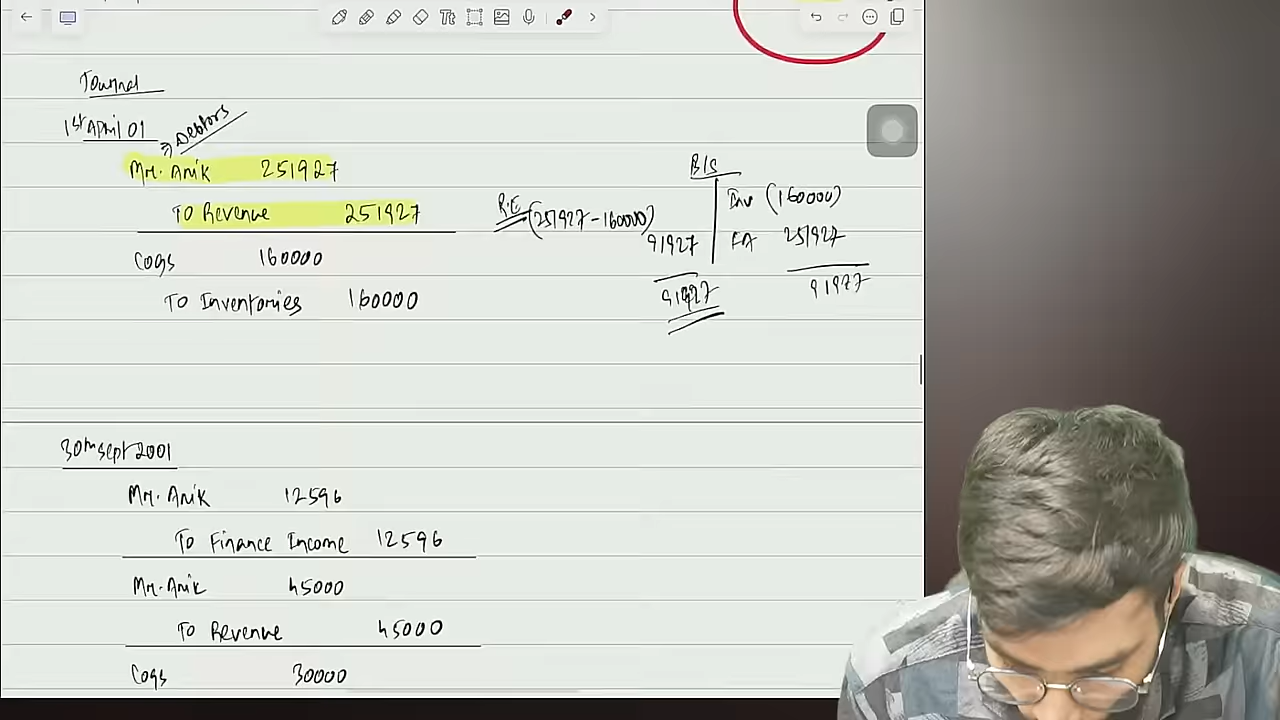 Journal
1st April 01
⇒ Debtors
Mr. Anik 251927
To Revenue 251927
Cogs 160000
To Inventories 160000
B/S
R.E (251927-160000)
91927
91927
Inv (160000)
FA 251927
91927
30th sept 2001
Mr. Anik 12596
To Finance Income 12596
Mr. Anik 45000
To Revenue 45000
Cogs 30000